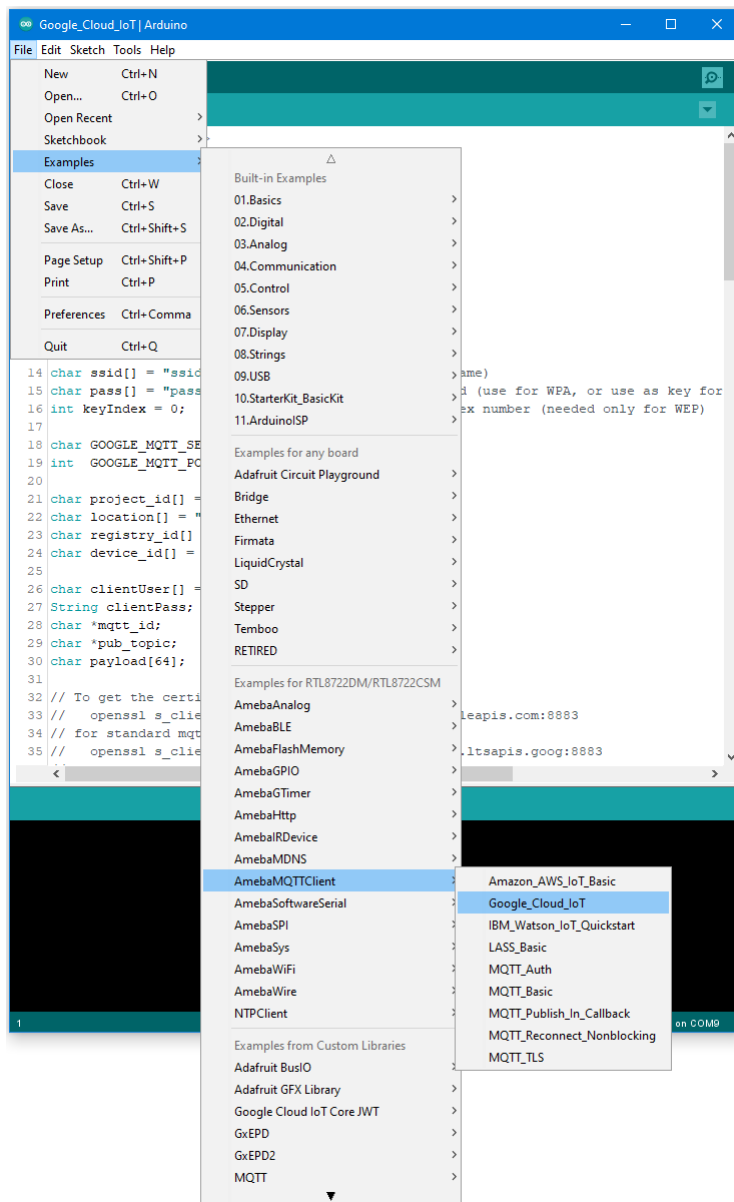 Google_Cloud_IoT | Arduino
File Edit Sketch Tools Help
New Ctrl+N
Open... Ctrl+O
Open Recent
Sketchbook
Examples
Close Ctrl+W
Save Ctrl+S
Save As... Ctrl+Shift+S
Page Setup Ctrl+Shift+P
Print Ctrl+P
Preferences Ctrl+Comma
Quit Ctrl+Q
Built-in Examples
01.Basics
02.Digital
03.Analog
04.Communication
05.Control
06.Sensors
07.Display
08.Strings
09.USB
10.StarterKit_BasicKit
11.ArduinoISP
Examples for any board
Adafruit Circuit Playground
Bridge
Ethernet
Firmata
LiquidCrystal
SD
Stepper
Temboo
RETIRED
Examples for RTL8722DM/RTL8722CSM
AmebaAnalog
AmebaBLE
AmebaFlashMemory
AmebaGPIO
AmebaGTimer
AmebaHttp
AmebaIRDevice
AmebaMDNS
AmebaMQTTClient
AmebaSoftwareSerial
AmebaSPI
AmebaSys
AmebaWiFi
AmebaWire
NTPClient
Examples from Custom Libraries
Adafruit BusIO
Adafruit GFX Library
Google Cloud IoT Core JWT
GxEPD
GxEPD2
MQTT
Amazon_AWS_IoT_Basic
Google_Cloud_IoT
IBM_Watson_IoT_Quickstart
LASS_Basic
MQTT_Auth
MQTT_Basic
MQTT_Publish_In_Callback
MQTT_Reconnect_Nonblocking
MQTT_TLS
14 char ssid[] = "ssid ame)
15 char pass[] = "pass d (use for WPA, or use as key for
16 int keyIndex = 0; ex number (needed only for WEP)
17
18 char GOOGLE_MQTT_SE
19 int GOOGLE_MQTT_PO
20
21 char project_id[] =
22 char location[] = "
23 char registry_id[]
24 char device_id[] =
25
26 char clientUser[] =
27 String clientPass;
28 char *mqtt_id;
29 char *pub_topic;
30 char payload[64];
31
32 // To get the certi
33 // openssl s_clie leapis.com:8883
34 // for standard mqt
35 // openssl s_clie .ltsapis.goog:8883
1 on COM9